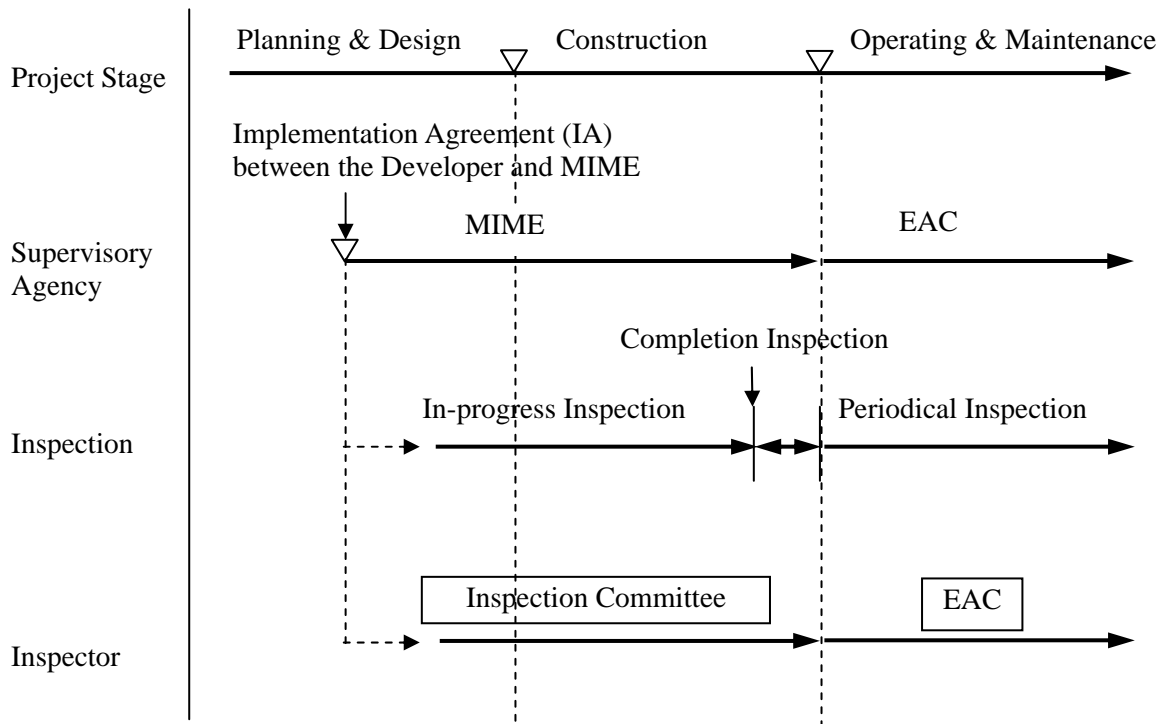 Planning & Design
Construction
Operating & Maintenance
Project Stage
Implementation Agreement (IA)
between the Developer and MIME
MIME
EAC
Supervisory
Agency
Completion Inspection
In-progress Inspection
Periodical Inspection
Inspection
Inspection Committee
EAC
Inspector